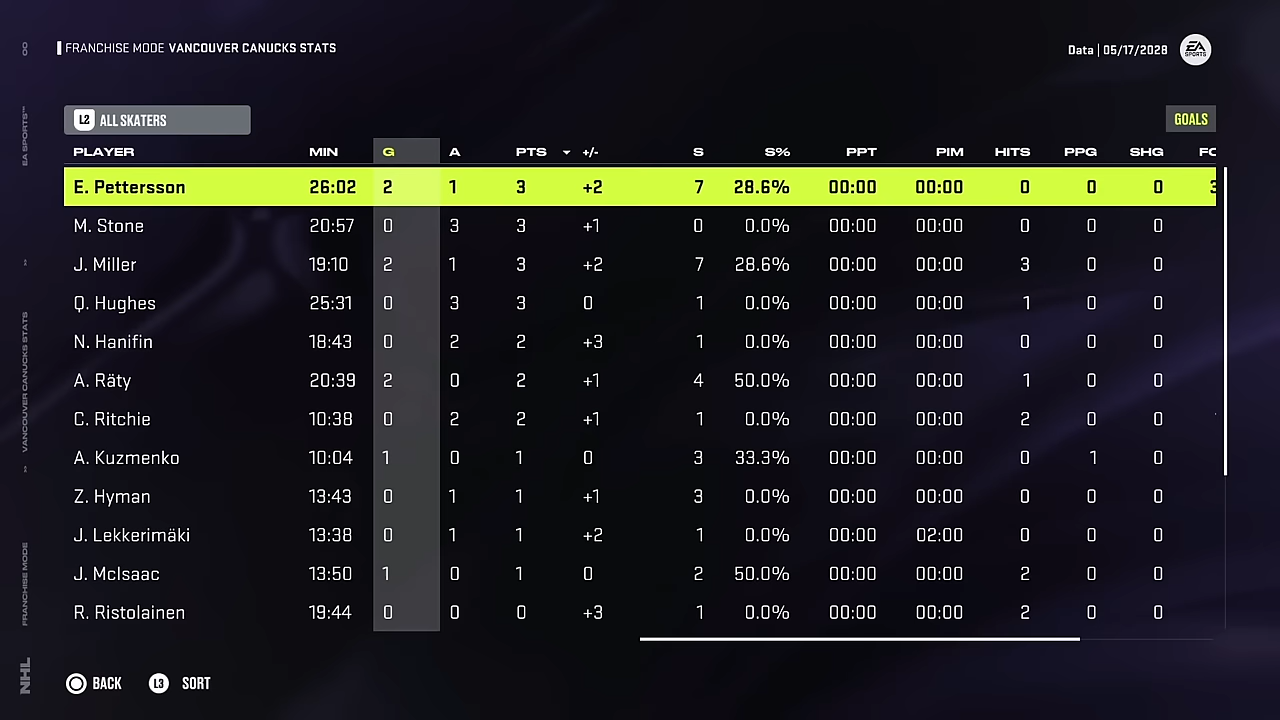 FRANCHISE MODE VANCOUVER CANUCKS STATS
Data | 05/17/2028
EA SPORTS
L2 ALL SKATERS
GOALS
PLAYER MIN G A PTS +/- S S% PPT PIM HITS PPG SHG FO
E. Pettersson 26:02 2 1 3 +2 7 28.6% 00:00 00:00 0 0 0 3
M. Stone 20:57 0 3 3 +1 0 0.0% 00:00 00:00 0 0 0
J. Miller 19:10 2 1 3 +2 7 28.6% 00:00 00:00 3 0 0
Q. Hughes 25:31 0 3 3 0 1 0.0% 00:00 00:00 1 0 0
N. Hanifin 18:43 0 2 2 +3 1 0.0% 00:00 00:00 0 0 0
A. Räty 20:39 2 0 2 +1 4 50.0% 00:00 00:00 1 0 0
C. Ritchie 10:38 0 2 2 +1 1 0.0% 00:00 00:00 2 0 0
A. Kuzmenko 10:04 1 0 1 0 3 33.3% 00:00 00:00 0 1 0
Z. Hyman 13:43 0 1 1 +1 3 0.0% 00:00 00:00 0 0 0
J. Lekkerimäki 13:38 0 1 1 +2 1 0.0% 00:00 02:00 0 0 0
J. McIsaac 13:50 1 0 1 0 2 50.0% 00:00 00:00 2 0 0
R. Ristolainen 19:44 0 0 0 +3 1 0.0% 00:00 00:00 2 0 0
BACK L3 SORT
NHL FRANCHISE MODE » VANCOUVER CANUCKS STATS » EA SPORTS™